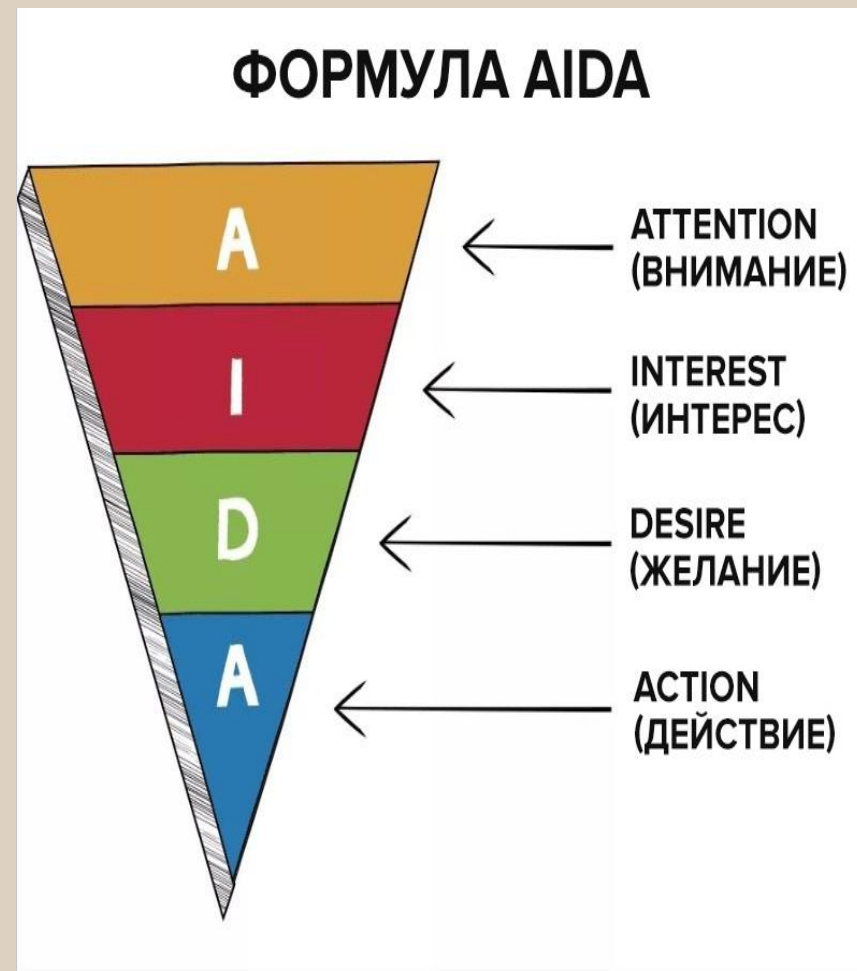 ФОРМУЛА AIDA
A
ATTENTION
(ВНИМАНИЕ)
I
INTEREST
(ИНТЕРЕС)
D
DESIRE
(ЖЕЛАНИЕ)
A
ACTION
(ДЕЙСТВИЕ)